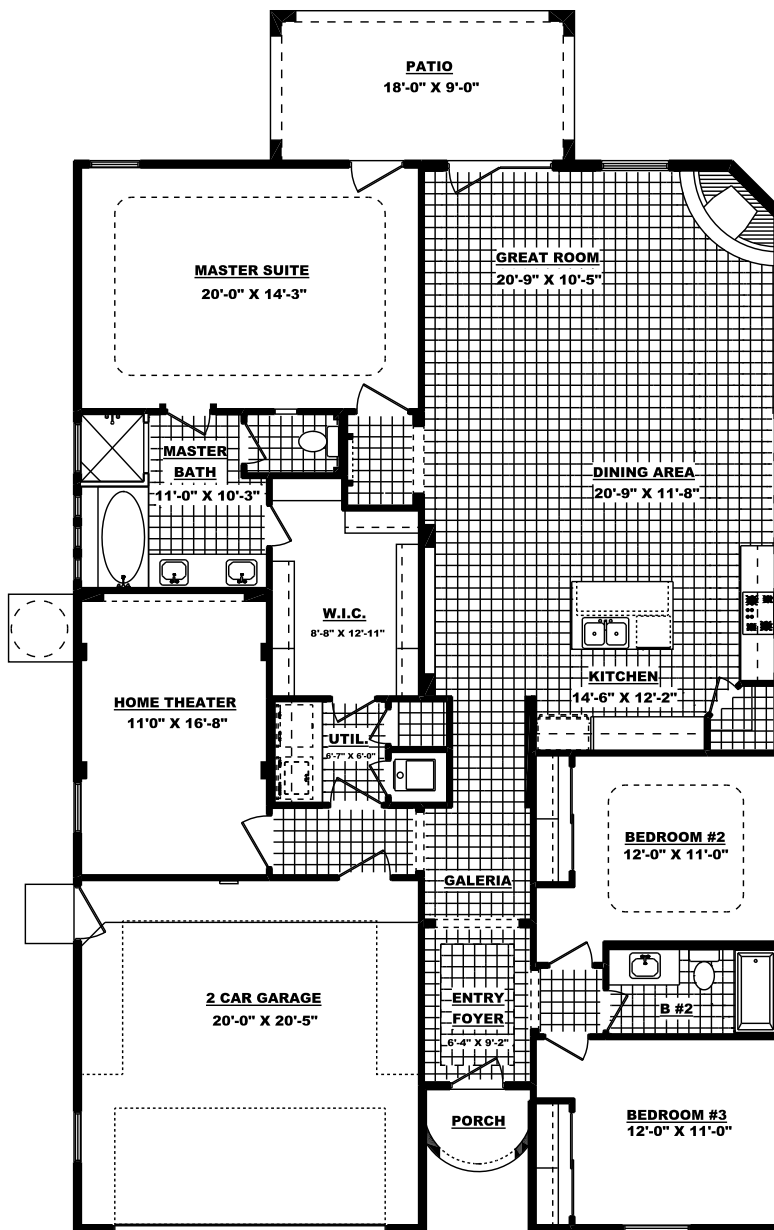 PATIO
18'-0" X 9'-0"
GREAT ROOM
20'-9" X 10'-5"
MASTER SUITE
20'-0" X 14'-3"
MASTER
BATH
11'-0" X 10'-3"
DINING AREA
20'-9" X 11'-8"
W.I.C.
8'-8" X 12'-11"
KITCHEN
14'-6" X 12'-2"
HOME THEATER
11'0" X 16'-8"
UTIL.
6'-7" X 6'-0"
BEDROOM #2
12'-0" X 11'-0"
GALERIA
2 CAR GARAGE
20'-0" X 20'-5"
ENTRY
FOYER
6'-4" X 9'-2"
B #2
PORCH
BEDROOM #3
12'-0" X 11'-0"